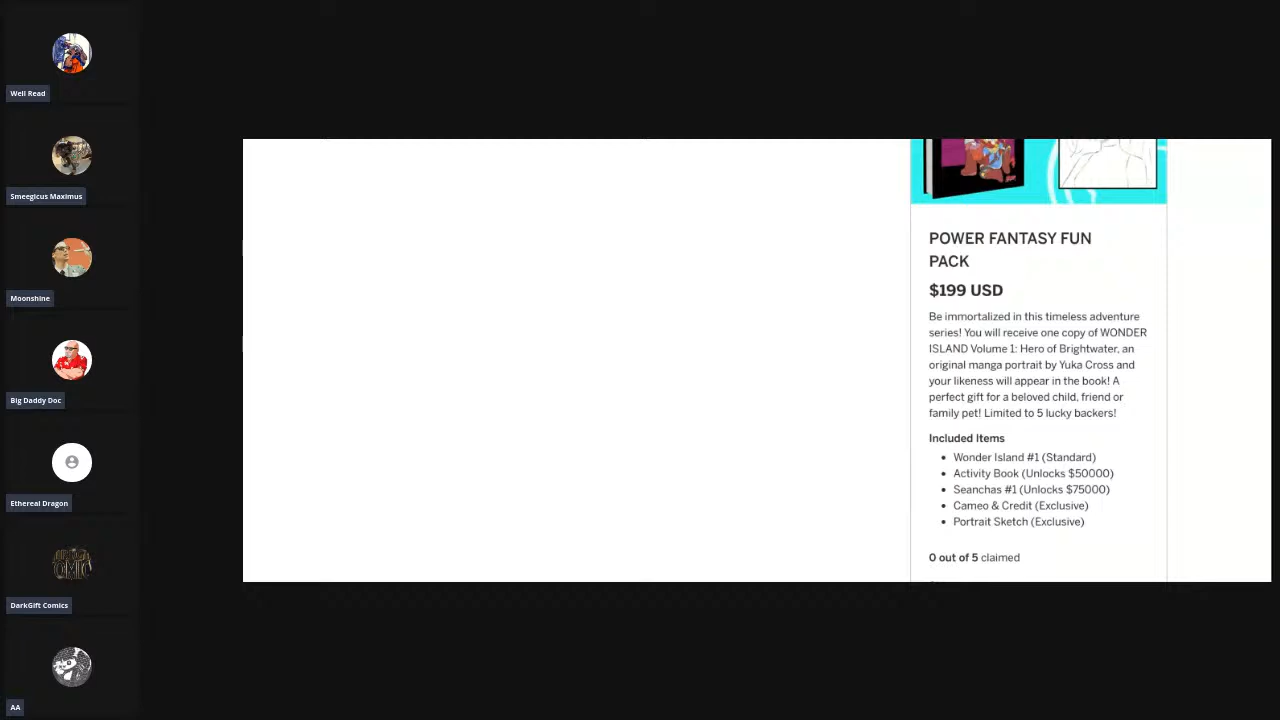 Well Read
Smeegicus Maximus
Moonshine
Big Daddy Doc
Ethereal Dragon
DarkGift Comics
AA
POWER FANTASY FUN
PACK
$199 USD
Be immortalized in this timeless adventure
series! You will receive one copy of WONDER
ISLAND Volume 1: Hero of Brightwater, an
original manga portrait by Yuka Cross and
your likeness will appear in the book! A
perfect gift for a beloved child, friend or
family pet! Limited to 5 lucky backers!
Included Items
• Wonder Island #1 (Standard)
• Activity Book (Unlocks $50000)
• Seanchas #1 (Unlocks $75000)
• Cameo & Credit (Exclusive)
• Portrait Sketch (Exclusive)
0 out of 5 claimed